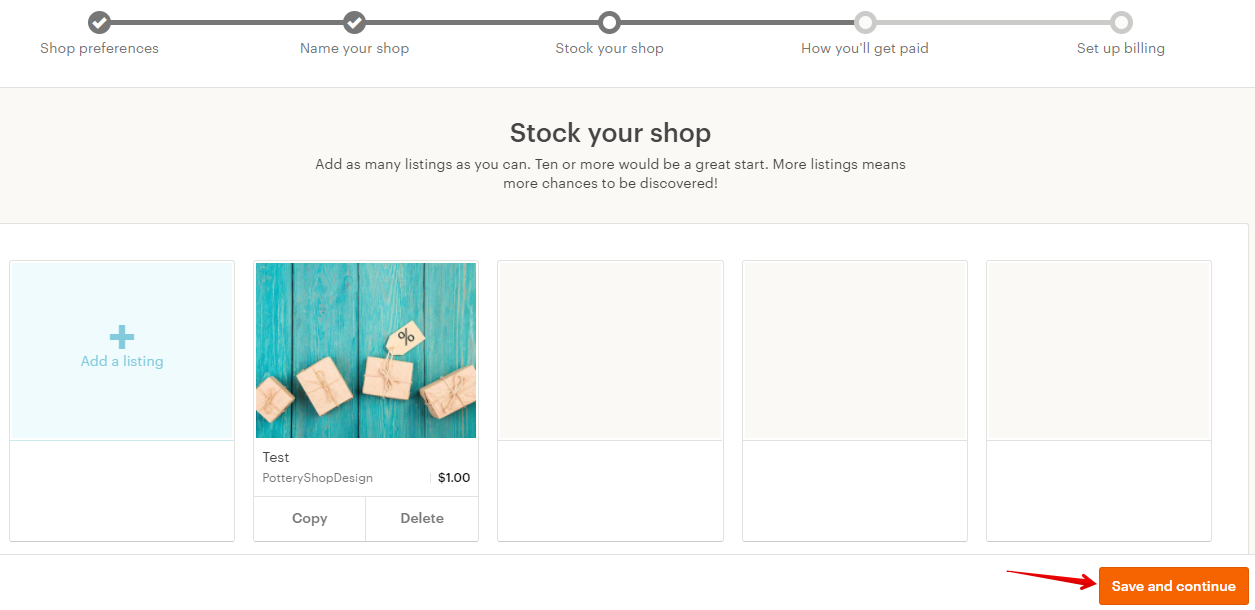 Shop preferences
Name your shop
Stock your shop
How you'll get paid
Set up billing
Stock your shop
Add as many listings as you can. Ten or more would be a great start. More listings means
more chances to be discovered!
Add a listing
%
Test
PotteryShopDesign
$1.00
Copy
Delete
Save and continue